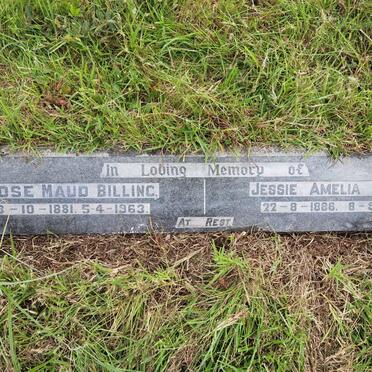 In Loving Memory of
OSE MAUD BILLING JESSIE AMELIA
-10-1881. 5-4-1963 22-8-1886. 8-
AT REST